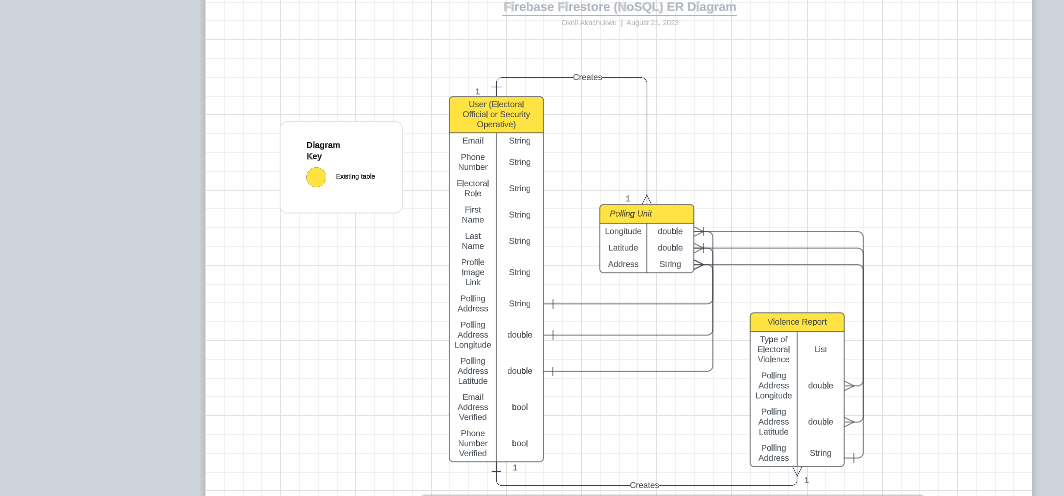 Firebase Firestore (NoSQL) ER Diagram
Okoli Akachukwu | August 21, 2023
Creates
1
User (Electoral
Official or Security
Operative)
Email String
Phone
Number
String
Electoral
Role
String
First
Name
String
Last
Name
String
Profile
Image
Link
String
Polling
Address
String
Polling
Address
Longitude
double
Polling
Address
Latitude
double
Email
Address
Verified
bool
Phone
Number
Verified
bool
1
Diagram
Key
Existing table
1
Polling Unit
Longitude double
Latitude double
Address String
Violence Report
Type of
Electoral
Violence
List
Polling
Address
Longitude
double
Polling
Address
Latitude
double
Polling
Address
String
1
Creates